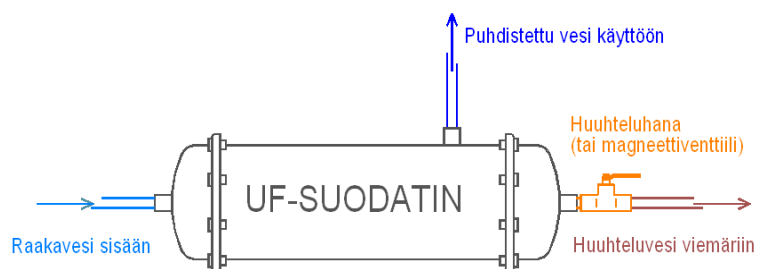 Puhdistettu vesi käyttöön
Huuhteluhana
(tai magneettiventtiili)
UF-SUODATIN
Raakavesi sisään
Huuhteluvesi viemäriin